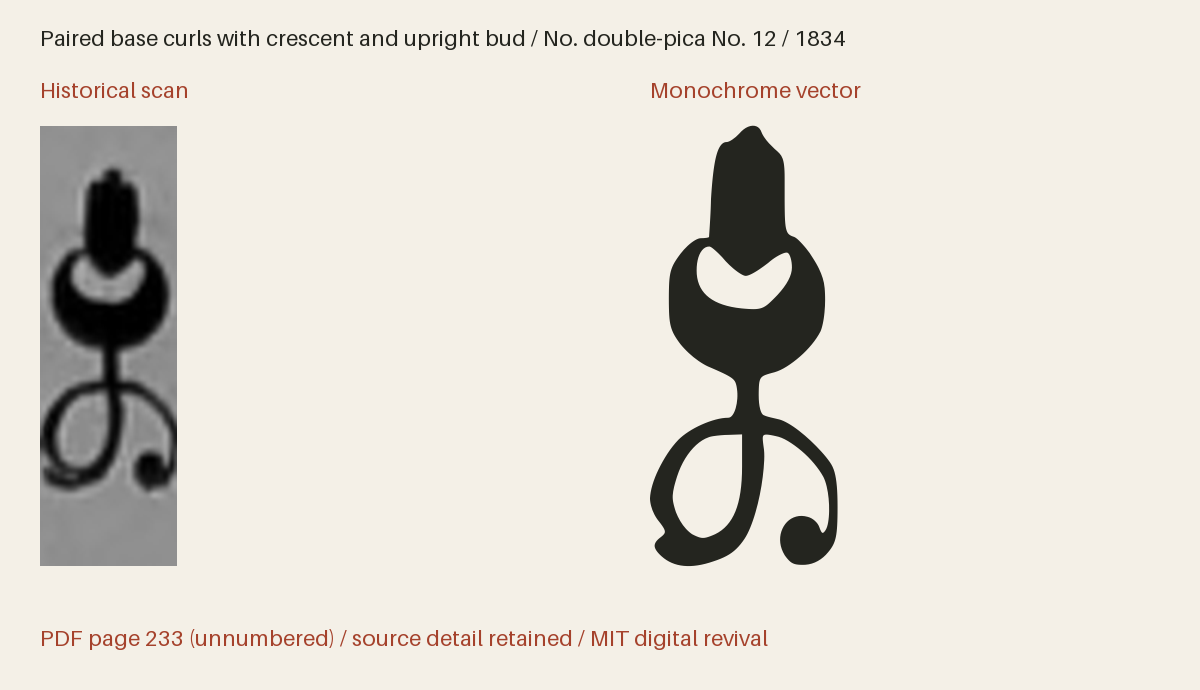 Paired base curls with crescent and upright bud / No. double-pica No. 12 / 1834
Historical scan
Monochrome vector
PDF page 233 (unnumbered) / source detail retained / MIT digital revival